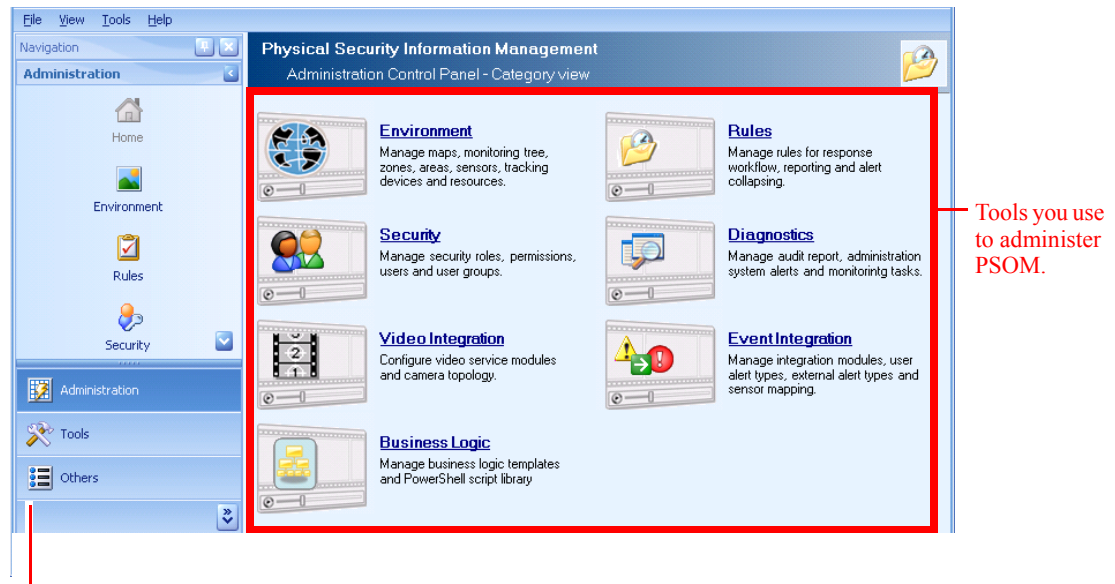 File View Tools Help
Navigation
Administration
Home
Environment
Rules
Security
Administration
Tools
Others
Physical Security Information Management
Administration Control Panel - Category view
Environment
Manage maps, monitoring tree,
zones, areas, sensors, tracking
devices and resources.
Rules
Manage rules for response
workflow, reporting and alert
collapsing.
Security
Manage security roles, permissions,
users and user groups.
Diagnostics
Manage audit report, administration
system alerts and monitorintg tasks.
Video Integration
Configure video service modules
and camera topology.
Event Integration
Manage integration modules, user
alert types, external alert types and
sensor mapping.
Business Logic
Manage business logic templates
and PowerShell script library
Tools you use
to administer
PSOM.